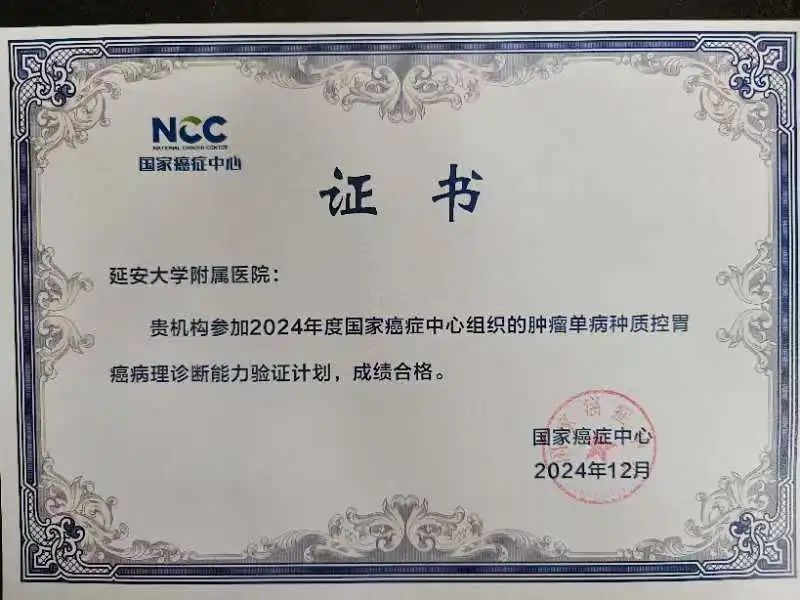 NCC
NATIONAL CANCER CENTER
国家癌症中心
证书
延安大学附属医院：
贵机构参加2024年度国家癌症中心组织的肿瘤单病种质控胃
癌病理诊断能力验证计划，成绩合格。
国家癌症中心
2024年12月